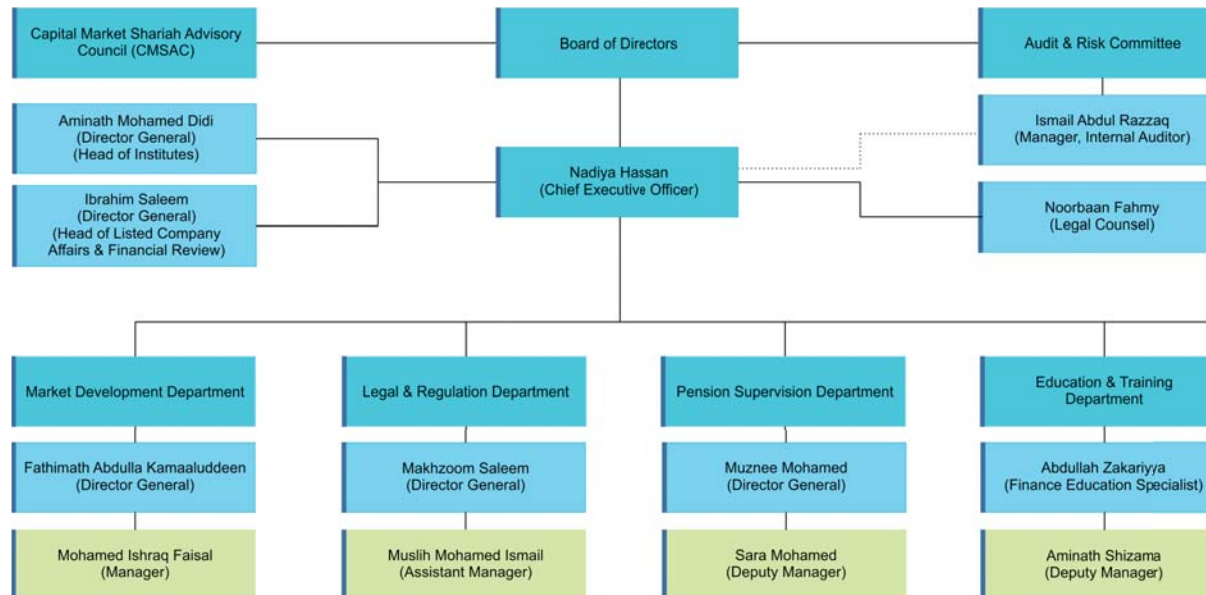 Capital Market Shariah Advisory
Council (CMSAC)
Board of Directors
Audit & Risk Committee
Aminath Mohamed Didi
(Director General)
(Head of Institutes)
Ismail Abdul Razzaq
(Manager, Internal Auditor)
Nadiya Hassan
(Chief Executive Officer)
Ibrahim Saleem
(Director General)
(Head of Listed Company
Affairs & Financial Review)
Noorbaan Fahmy
(Legal Counsel)
Market Development Department
Legal & Regulation Department
Pension Supervision Department
Education & Training
Department
Fathimath Abdulla Kamaaluddeen
(Director General)
Makhzoom Saleem
(Director General)
Muznee Mohamed
(Director General)
Abdullah Zakariyya
(Finance Education Specialist)
Mohamed Ishraq Faisal
(Manager)
Muslih Mohamed Ismail
(Assistant Manager)
Sara Mohamed
(Deputy Manager)
Aminath Shizama
(Deputy Manager)